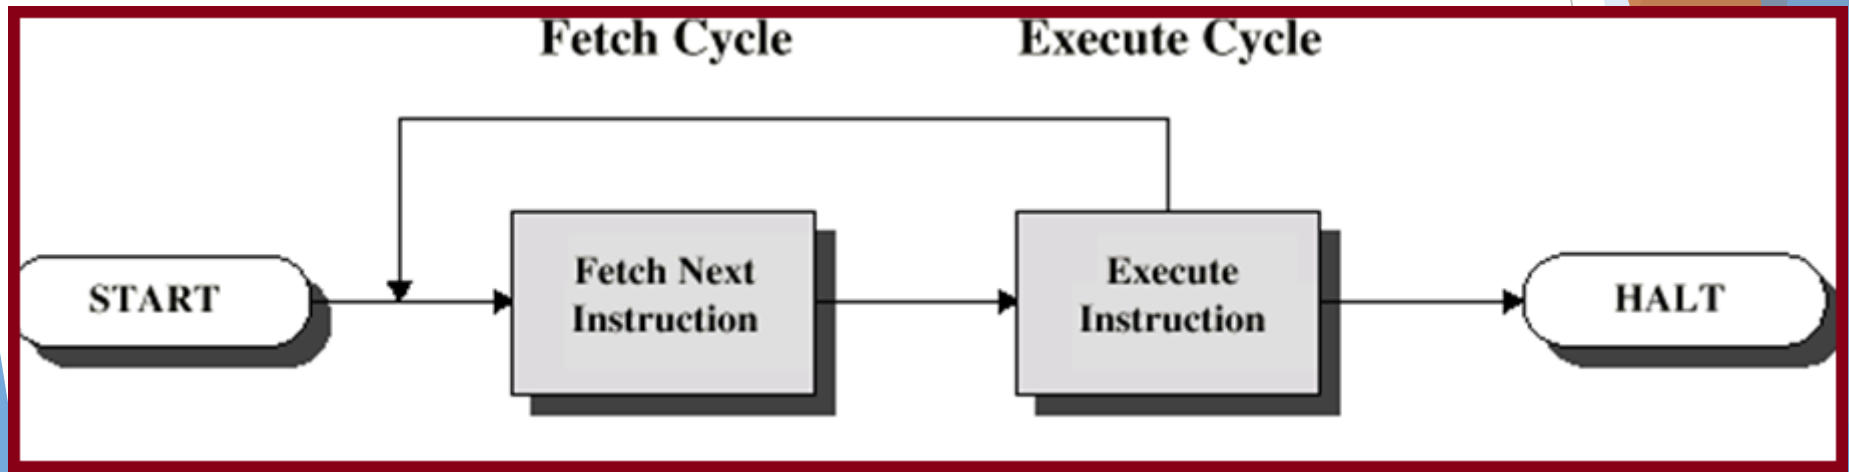 Fetch Cycle
Execute Cycle
START
Fetch Next
Instruction
Execute
Instruction
HALT